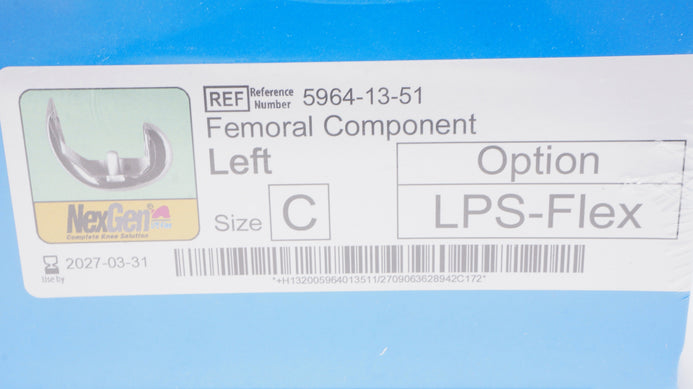 REF Reference Number 5964-13-51
Femoral Component
Left
Option
Size C
LPS-Flex
NexGen
Complete Knee Solution
2027-03-31
Use by
*+H132005964013511/2709063628942C172*